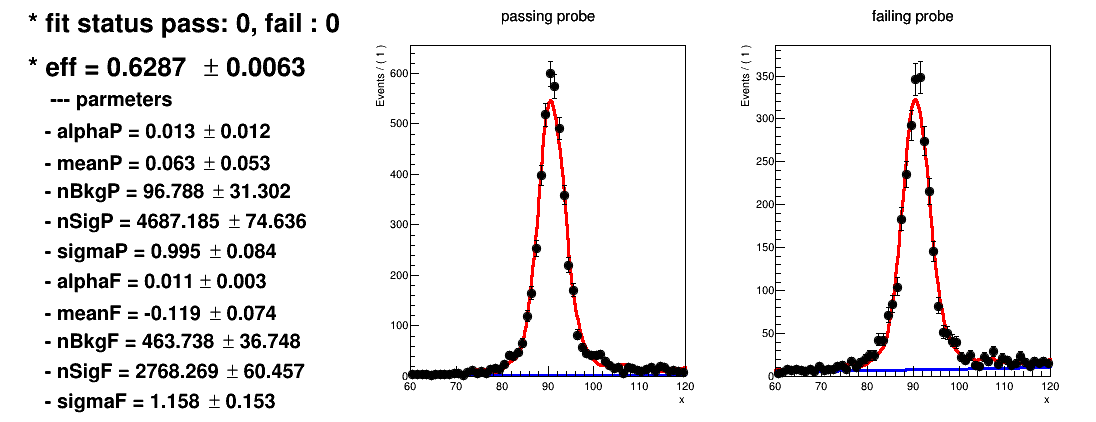 * fit status pass: 0, fail : 0
* eff = 0.6287 ± 0.0063
--- parmeters
- alphaP = 0.013 ± 0.012
- meanP = 0.063 ± 0.053
- nBkgP = 96.788 ± 31.302
- nSigP = 4687.185 ± 74.636
- sigmaP = 0.995 ± 0.084
- alphaF = 0.011 ± 0.003
- meanF = -0.119 ± 0.074
- nBkgF = 463.738 ± 36.748
- nSigF = 2768.269 ± 60.457
- sigmaF = 1.158 ± 0.153
passing probe
Events / ( 1 )
600
500
400
300
200
100
0
60 70 80 90 100 110 120
x
failing probe
Events / ( 1 )
350
300
250
200
150
100
50
0
60 70 80 90 100 110 120
x